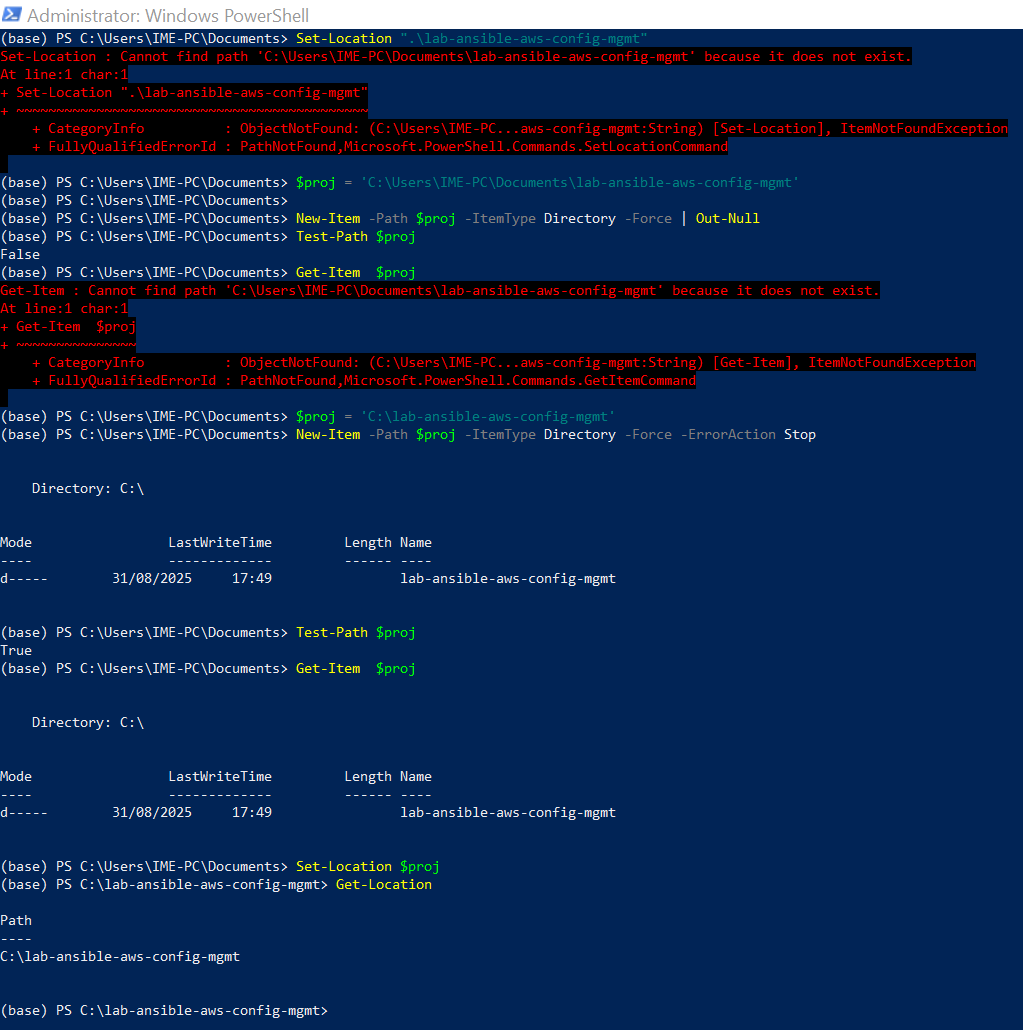 Administrator: Windows PowerShell
(base) PS C:\Users\IME-PC\Documents> Set-Location ".\lab-ansible-aws-config-mgmt"
Set-Location : Cannot find path 'C:\Users\IME-PC\Documents\lab-ansible-aws-config-mgmt' because it does not exist.
At line:1 char:1
+ Set-Location ".\lab-ansible-aws-config-mgmt"
+ ~~~~~~~~~~~~~~~~~~~~~~~~~~~~~~~~~~~~~~~~~~~~
    + CategoryInfo          : ObjectNotFound: (C:\Users\IME-PC...aws-config-mgmt:String) [Set-Location], ItemNotFoundException
    + FullyQualifiedErrorId : PathNotFound,Microsoft.PowerShell.Commands.SetLocationCommand
(base) PS C:\Users\IME-PC\Documents> $proj = 'C:\Users\IME-PC\Documents\lab-ansible-aws-config-mgmt'
(base) PS C:\Users\IME-PC\Documents>
(base) PS C:\Users\IME-PC\Documents> New-Item -Path $proj -ItemType Directory -Force | Out-Null
(base) PS C:\Users\IME-PC\Documents> Test-Path $proj
False
(base) PS C:\Users\IME-PC\Documents> Get-Item  $proj
Get-Item : Cannot find path 'C:\Users\IME-PC\Documents\lab-ansible-aws-config-mgmt' because it does not exist.
At line:1 char:1
+ Get-Item  $proj
+ ~~~~~~~~~~~~~~~
    + CategoryInfo          : ObjectNotFound: (C:\Users\IME-PC...aws-config-mgmt:String) [Get-Item], ItemNotFoundException
    + FullyQualifiedErrorId : PathNotFound,Microsoft.PowerShell.Commands.GetItemCommand
(base) PS C:\Users\IME-PC\Documents> $proj = 'C:\lab-ansible-aws-config-mgmt'
(base) PS C:\Users\IME-PC\Documents> New-Item -Path $proj -ItemType Directory -Force -ErrorAction Stop
    Directory: C:\
Mode                 LastWriteTime         Length Name
----                 -------------         ------ ----
d-----        31/08/2025     17:49                lab-ansible-aws-config-mgmt
(base) PS C:\Users\IME-PC\Documents> Test-Path $proj
True
(base) PS C:\Users\IME-PC\Documents> Get-Item  $proj
    Directory: C:\
Mode                 LastWriteTime         Length Name
----                 -------------         ------ ----
d-----        31/08/2025     17:49                lab-ansible-aws-config-mgmt
(base) PS C:\Users\IME-PC\Documents> Set-Location $proj
(base) PS C:\lab-ansible-aws-config-mgmt> Get-Location
Path
----
C:\lab-ansible-aws-config-mgmt
(base) PS C:\lab-ansible-aws-config-mgmt>